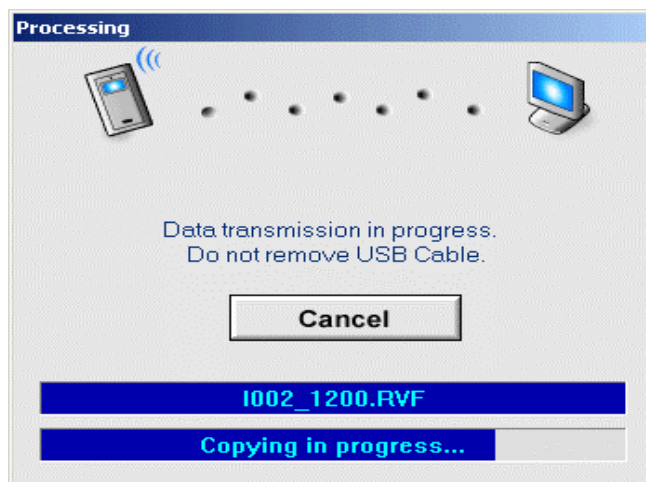 Processing
Data transmission in progress.
Do not remove USB Cable.
Cancel
I002_1200.RVF
Copying in progress...